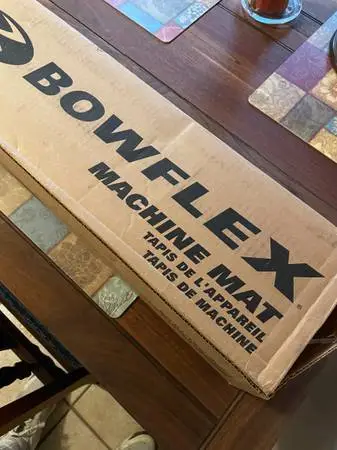 BOWFLEX
MACHINE MAT
TAPIS DE L'APPAREIL
TAPIS DE MACHINE